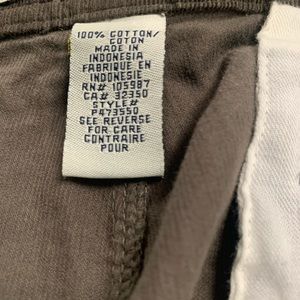 100% COTTON/
COTON
MADE IN
INDONESIA
FABRIQUE EN
INDONESIE
RN# 105987
CA# 32350
STYLE#
P473550
SEE REVERSE
FOR CARE
CONTRAIRE
POUR